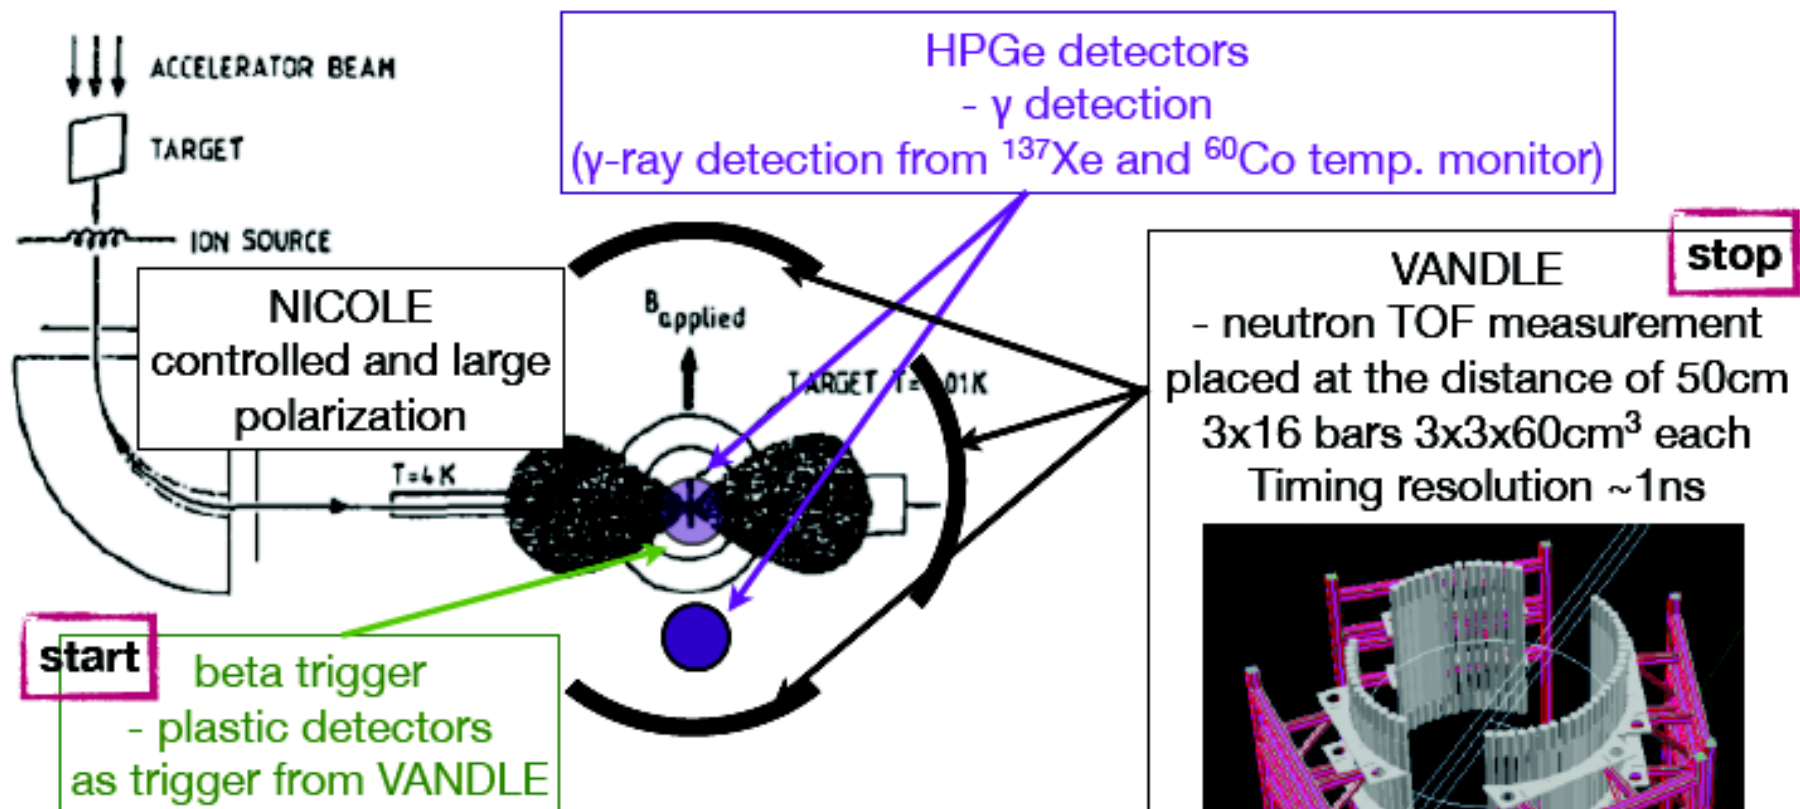 ACCELERATOR BEAM
TARGET
ION SOURCE
HPGe detectors
- γ detection
(γ-ray detection from ¹³⁷Xe and ⁶⁰Co temp. monitor)
NICOLE
controlled and large
polarization
B applied
TARGET T=
01K
T=4K
stop
VANDLE
- neutron TOF measurement
placed at the distance of 50cm
3x16 bars 3x3x60cm³ each
Timing resolution ~1ns
start
beta trigger
- plastic detectors
as trigger from VANDLE